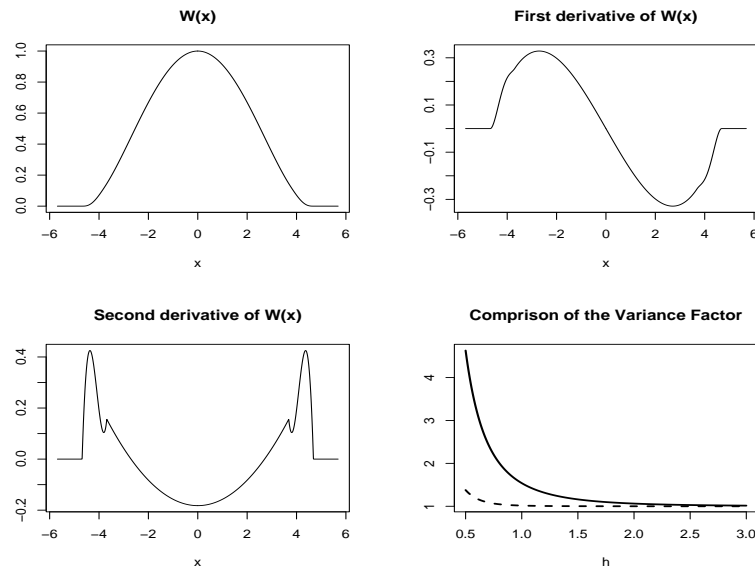 W(x)
1.0
0.8
0.6
0.4
0.2
0.0
−6 −4 −2 0 2 4 6
x
First derivative of W(x)
0.3
0.1
−0.1
−0.3
−6 −4 −2 0 2 4 6
x
Second derivative of W(x)
0.4
0.2
0.0
−0.2
−6 −4 −2 0 2 4 6
x
Comprison of the Variance Factor
4
3
2
1
0.5 1.0 1.5 2.0 2.5 3.0
h